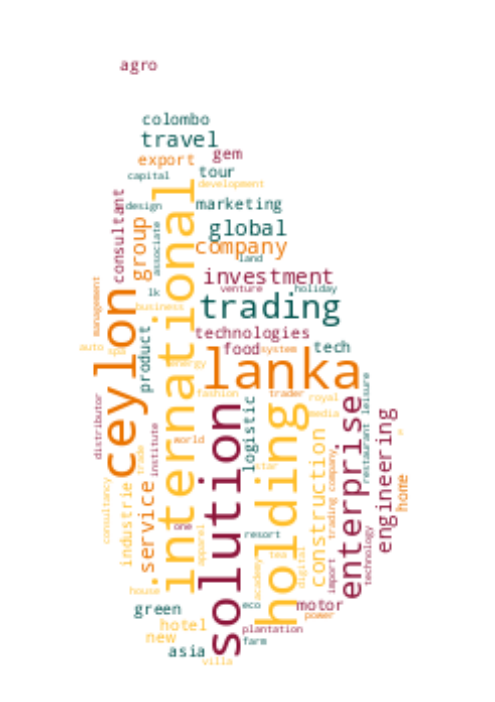 agro
colombo
travel
export
gem
capital
tour
development
design
marketing
consultant
group
associate
global
company
land
international
investment
venture
holiday
lk
management
business
trading
ceylon
product
technologies
auto
spa
food
system
tech
energy
lanka
fashion
trader
royal
leisure
distributor
institute
world
solution
logistic
holding
media
enterprise
restaurant
engineering
trade
star
construction
trading company
consultancy
industrie
service
home
one
apparel
resort
tea
digital
academy
import
technology
house
green
eco
motor
power
hotel
new
plantation
farm
asia
villa